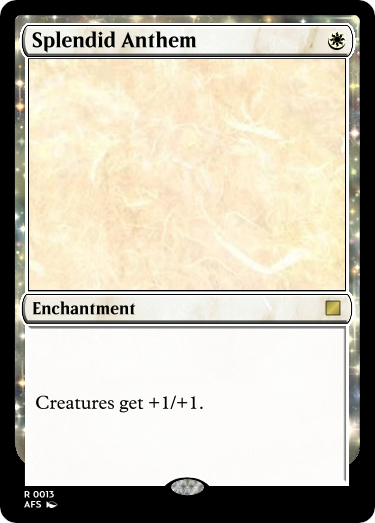 Splendid Anthem
Enchantment
Creatures get +1/+1.
R 0013
AFS